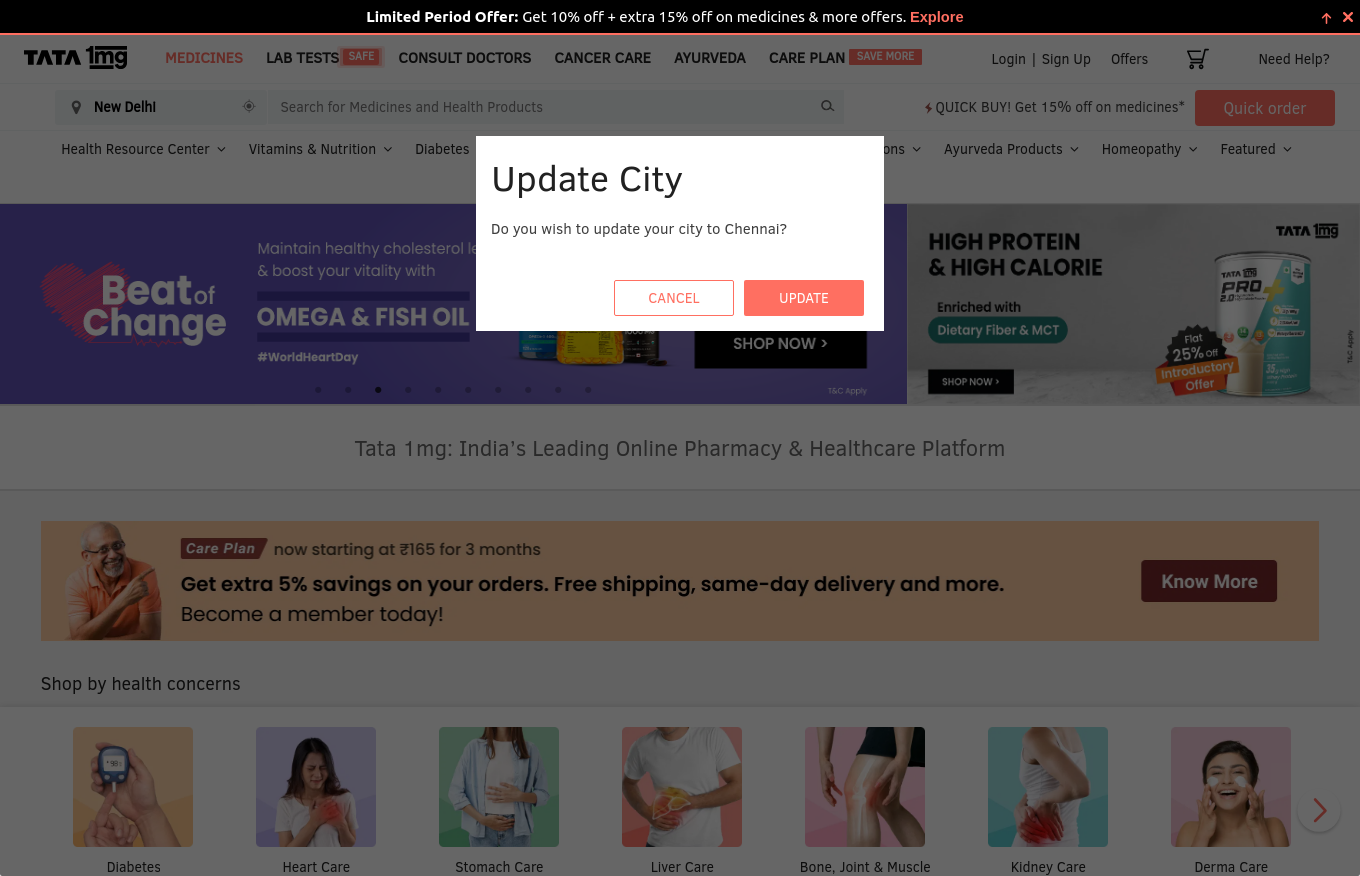 Limited Period Offer: Get 10% off + extra 15% off on medicines & more offers. Explore
TATA 1mg
MEDICINES LAB TESTS SAFE CONSULT DOCTORS CANCER CARE AYURVEDA CARE PLAN SAVE MORE Login | Sign Up Offers Need Help?
New Delhi
Search for Medicines and Health Products
QUICK BUY! Get 15% off on medicines* Quick order
Health Resource Center Vitamins & Nutrition Diabetes ons Ayurveda Products Homeopathy Featured
Update City
Do you wish to update your city to Chennai?
CANCEL UPDATE
Maintain healthy cholesterol le
& boost your vitality with
Beat of
Change
OMEGA & FISH OIL
#WorldHeartDay
SHOP NOW >
T&C Apply
HIGH PROTEIN
& HIGH CALORIE
TATA 1mg
Enriched with
Dietary Fiber & MCT
SHOP NOW >
TATA 1mg
PRO+
2.0
Flat
25% off
Introductory
Offer
T&C Apply
Tata 1mg: India's Leading Online Pharmacy & Healthcare Platform
Care Plan now starting at ₹165 for 3 months
Get extra 5% savings on your orders. Free shipping, same-day delivery and more.
Become a member today!
Know More
Shop by health concerns
Diabetes Heart Care Stomach Care Liver Care Bone, Joint & Muscle Kidney Care Derma Care